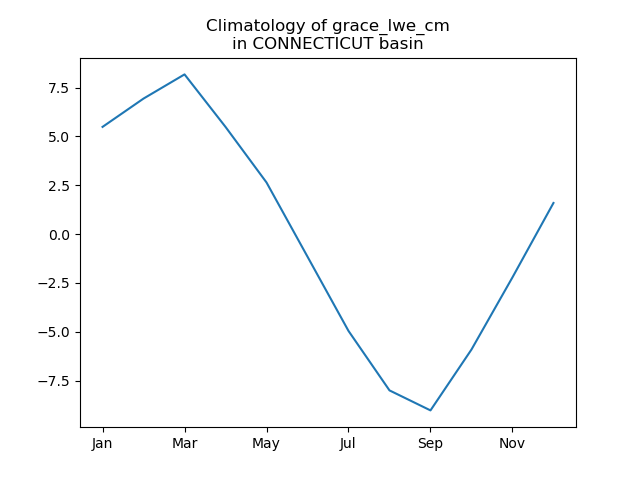 Climatology of grace_lwe_cm
in CONNECTICUT basin
7.5
5.0
2.5
0.0
−2.5
−5.0
−7.5
Jan
Mar
May
Jul
Sep
Nov